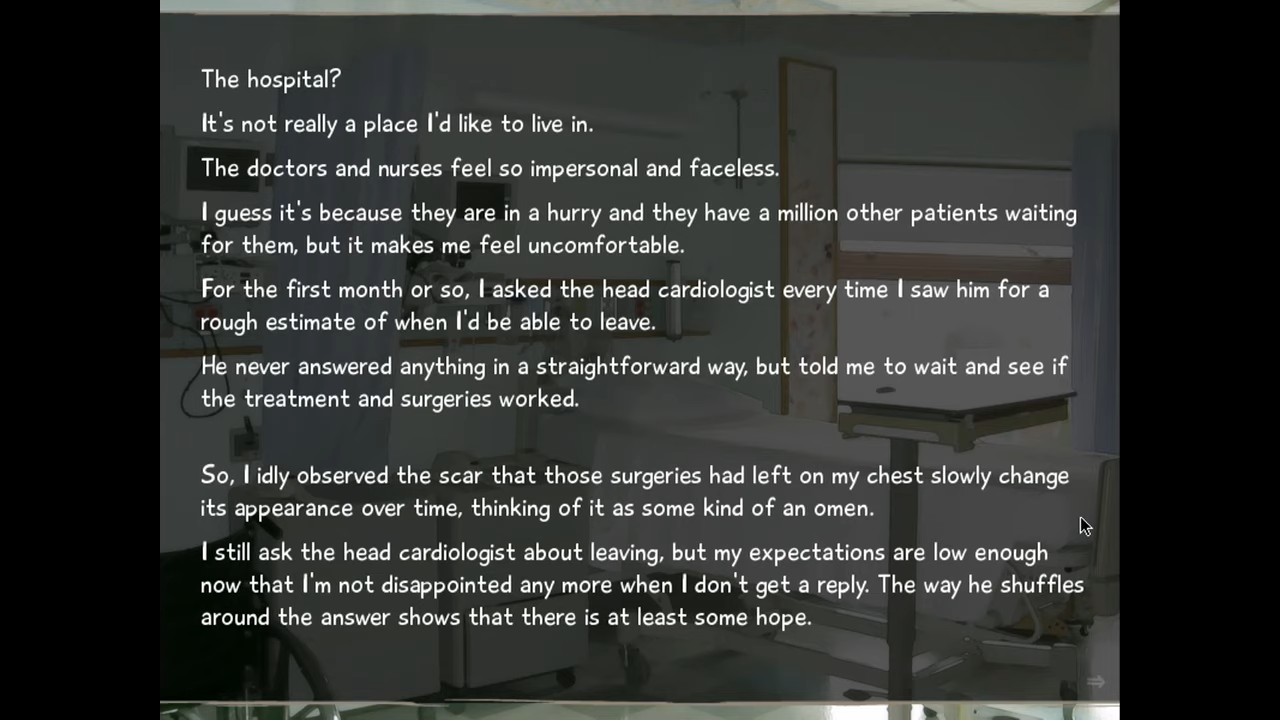 The hospital?
It's not really a place I'd like to live in.
The doctors and nurses feel so impersonal and faceless.
I guess it's because they are in a hurry and they have a million other patients waiting
for them, but it makes me feel uncomfortable.
For the first month or so, I asked the head cardiologist every time I saw him for a
rough estimate of when I'd be able to leave.
He never answered anything in a straightforward way, but told me to wait and see if
the treatment and surgeries worked.
So, I idly observed the scar that those surgeries had left on my chest slowly change
its appearance over time, thinking of it as some kind of an omen.
I still ask the head cardiologist about leaving, but my expectations are low enough
now that I'm not disappointed any more when I don't get a reply. The way he shuffles
around the answer shows that there is at least some hope.